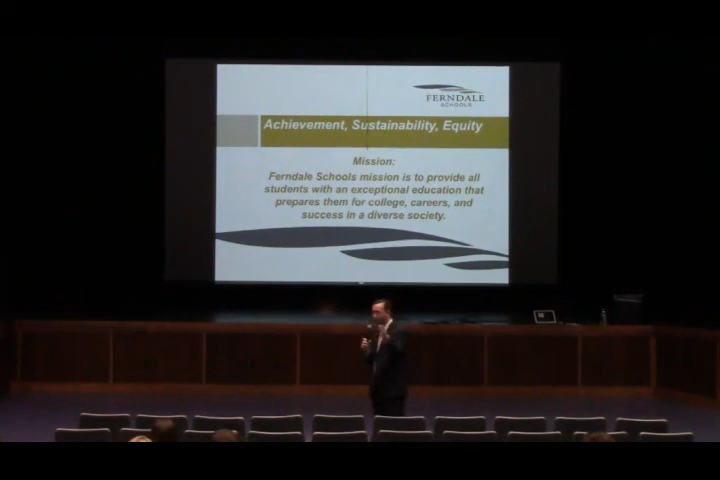 FERNDALE
SCHOOLS
Achievement, Sustainability, Equity
Mission:
Ferndale Schools mission is to provide all
students with an exceptional education that
prepares them for college, careers, and
success in a diverse society.